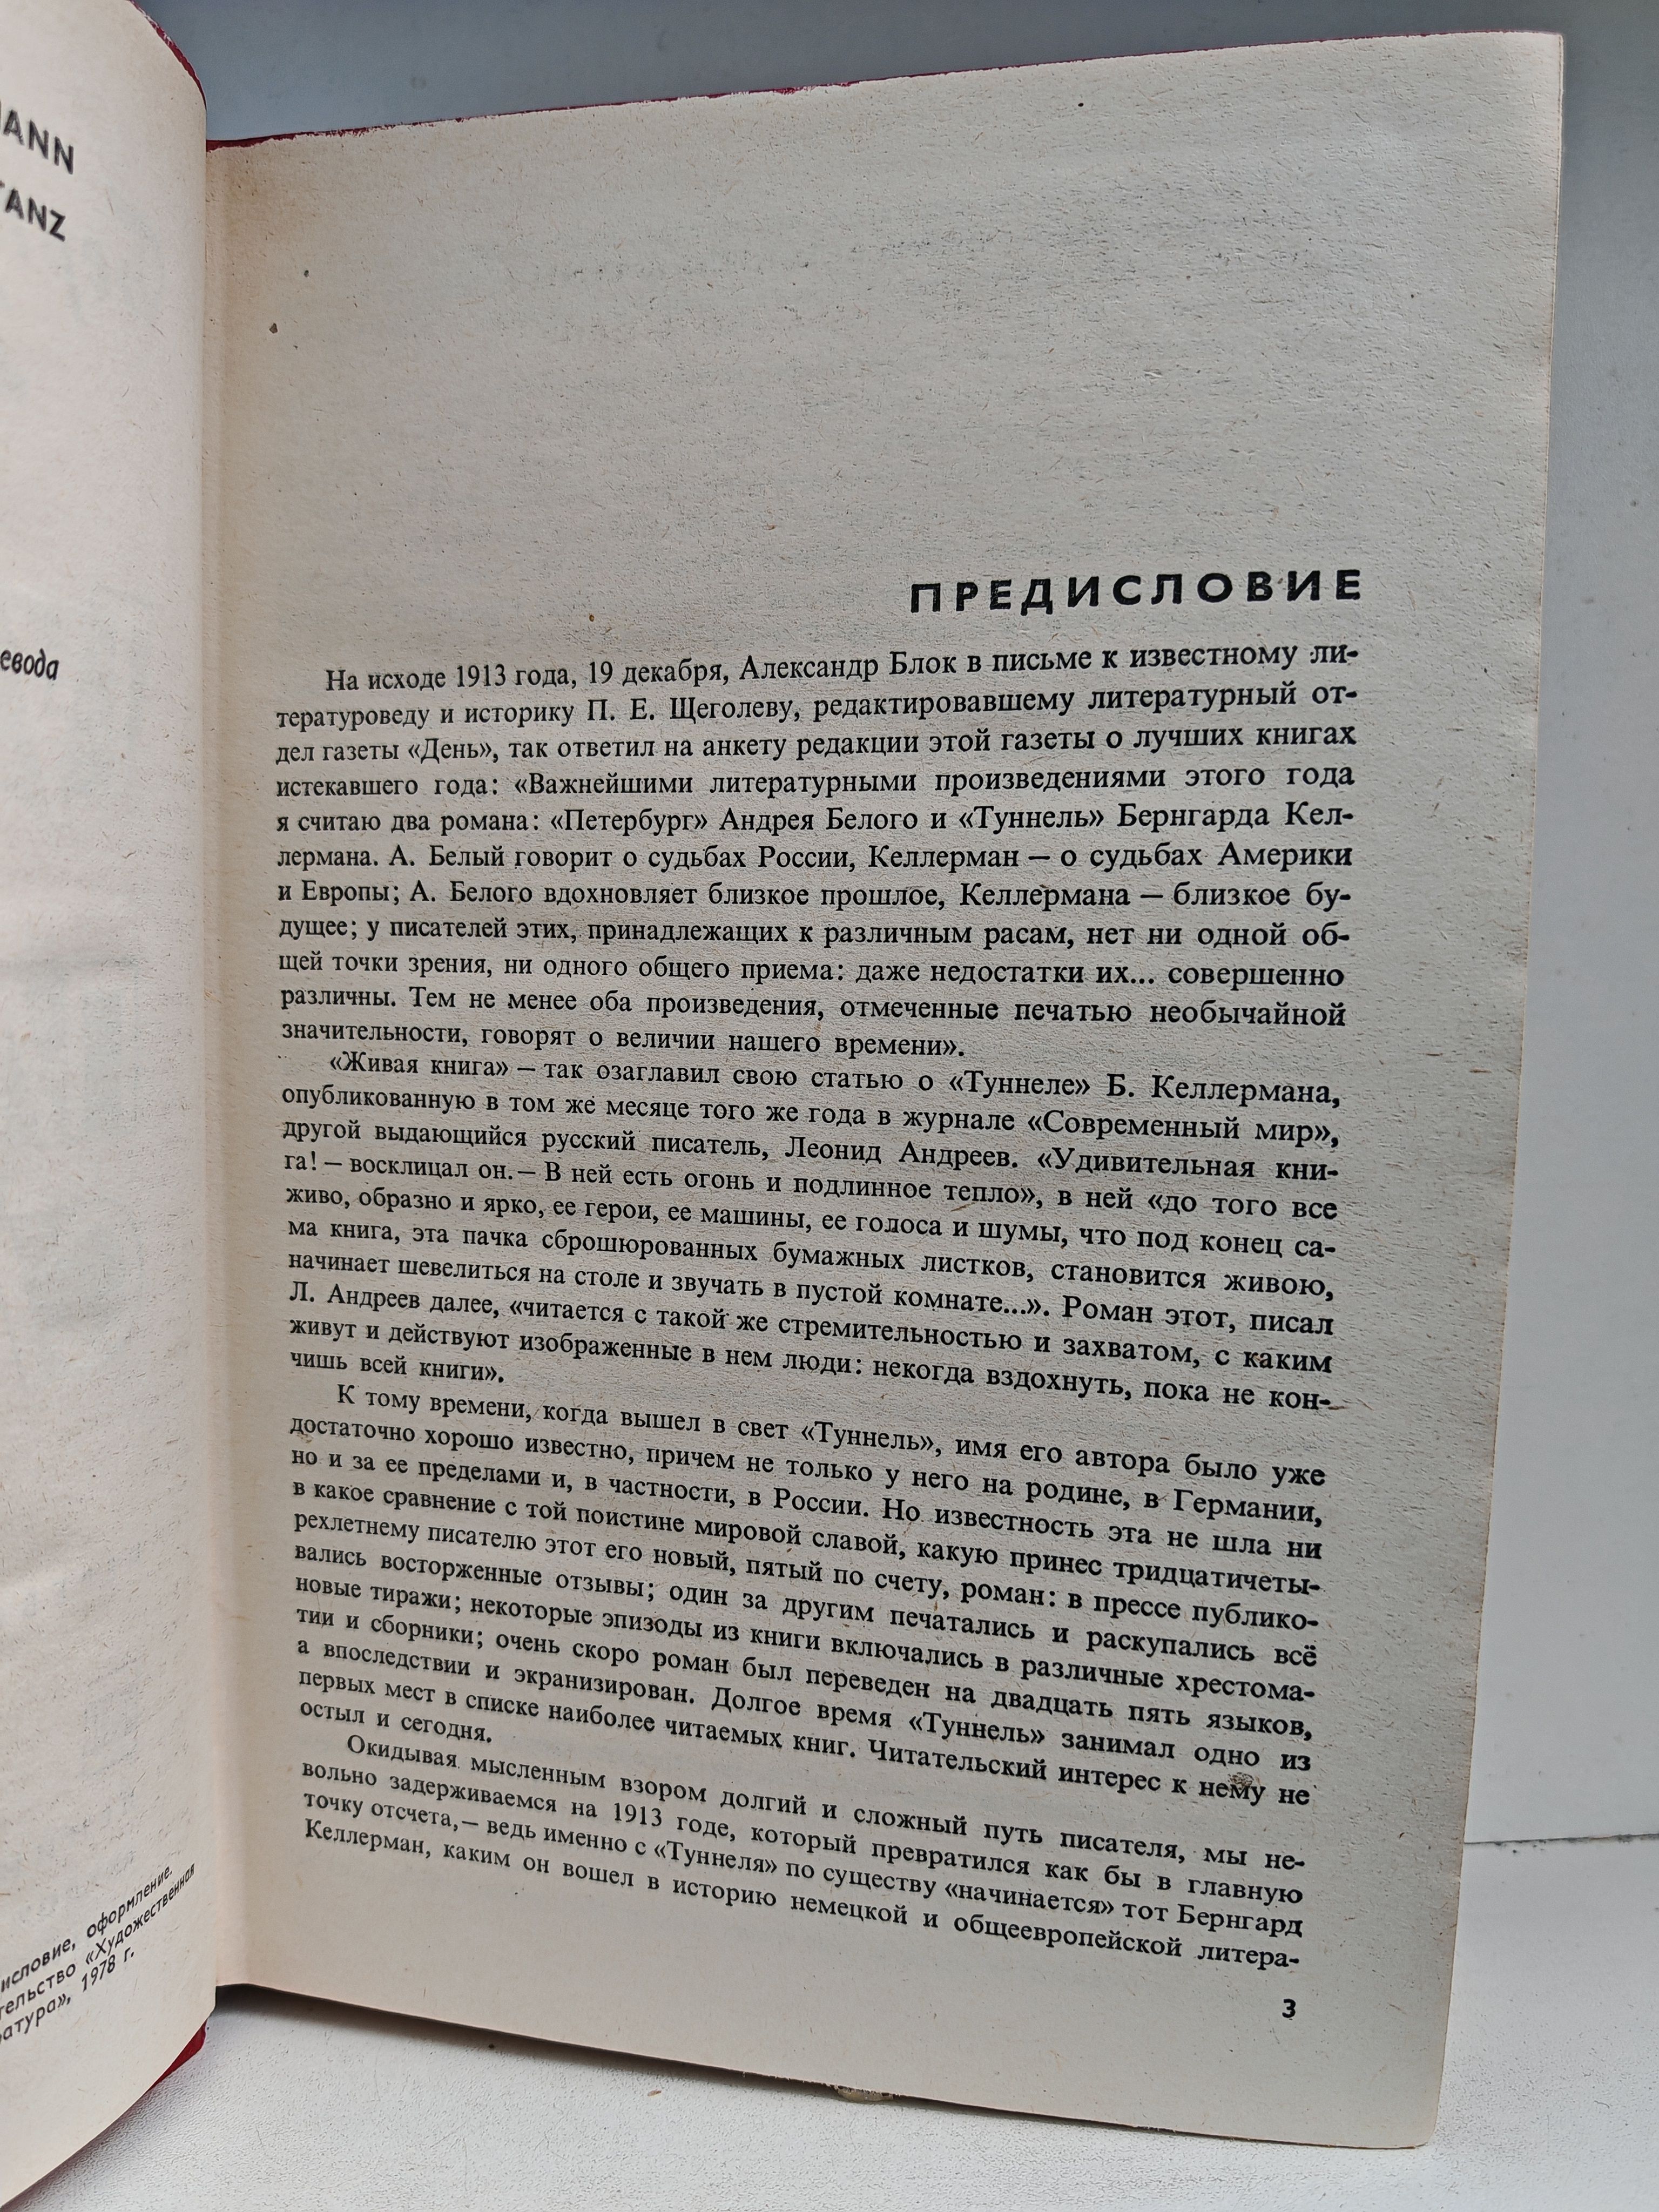 ANN
TANZ
евода
исловие, оформление.
тельство «Художественная
ратура», 1978 г.
ПРЕДИСЛОВИЕ
На исходе 1913 года, 19 декабря, Александр Блок в письме к известному ли-
тературоведу и историку П. Е. Щеголеву, редактировавшему литературный от-
дел газеты «День», так ответил на анкету редакции этой газеты о лучших книгах
истекавшего года: «Важнейшими литературными произведениями этого года
я считаю два романа: «Петербург» Андрея Белого и «Туннель» Бернгарда Кел-
лермана. А. Белый говорит о судьбах России, Келлерман — о судьбах Америки
и Европы; А. Белого вдохновляет близкое прошлое, Келлермана — близкое бу-
дущее; у писателей этих, принадлежащих к различным расам, нет ни одной об-
щей точки зрения, ни одного общего приема: даже недостатки их... совершенно
различны. Тем не менее оба произведения, отмеченные печатью необычайной
значительности, говорят о величии нашего времени».
«Живая книга» — так озаглавил свою статью о «Туннеле» Б. Келлермана,
опубликованную в том же месяце того же года в журнале «Современный мир»,
другой выдающийся русский писатель, Леонид Андреев. «Удивительная кни-
га! — восклицал он. — В ней есть огонь и подлинное тепло», в ней «до того все
живо, образно и ярко, ее герои, ее машины, ее голоса и шумы, что под конец са-
ма книга, эта пачка сброшюрованных бумажных листков, становится живою,
начинает шевелиться на столе и звучать в пустой комнате...». Роман этот, писал
Л. Андреев далее, «читается с такой же стремительностью и захватом, с каким
живут и действуют изображенные в нем люди: некогда вздохнуть, пока не кон-
чишь всей книги».
К тому времени, когда вышел в свет «Туннель», имя его автора было уже
достаточно хорошо известно, причем не только у него на родине, в Германии,
но и за ее пределами и, в частности, в России. Но известность эта не шла ни
в какое сравнение с той поистине мировой славой, какую принес тридцатичеты-
рехлетнему писателю этот его новый, пятый по счету, роман: в прессе публико-
вались восторженные отзывы; один за другим печатались и раскупались всё
новые тиражи; некоторые эпизоды из книги включались в различные хрестома-
тии и сборники; очень скоро роман был переведен на двадцать пять языков,
а впоследствии и экранизирован. Долгое время «Туннель» занимал одно из
первых мест в списке наиболее читаемых книг. Читательский интерес к нему не
остыл и сегодня.
Окидывая мысленным взором долгий и сложный путь писателя, мы не-
вольно задерживаемся на 1913 годе, который превратился как бы в главную
точку отсчета, — ведь именно с «Туннеля» по существу «начинается» тот Бернгард
Келлерман, каким он вошел в историю немецкой и общеевропейской литера-
3